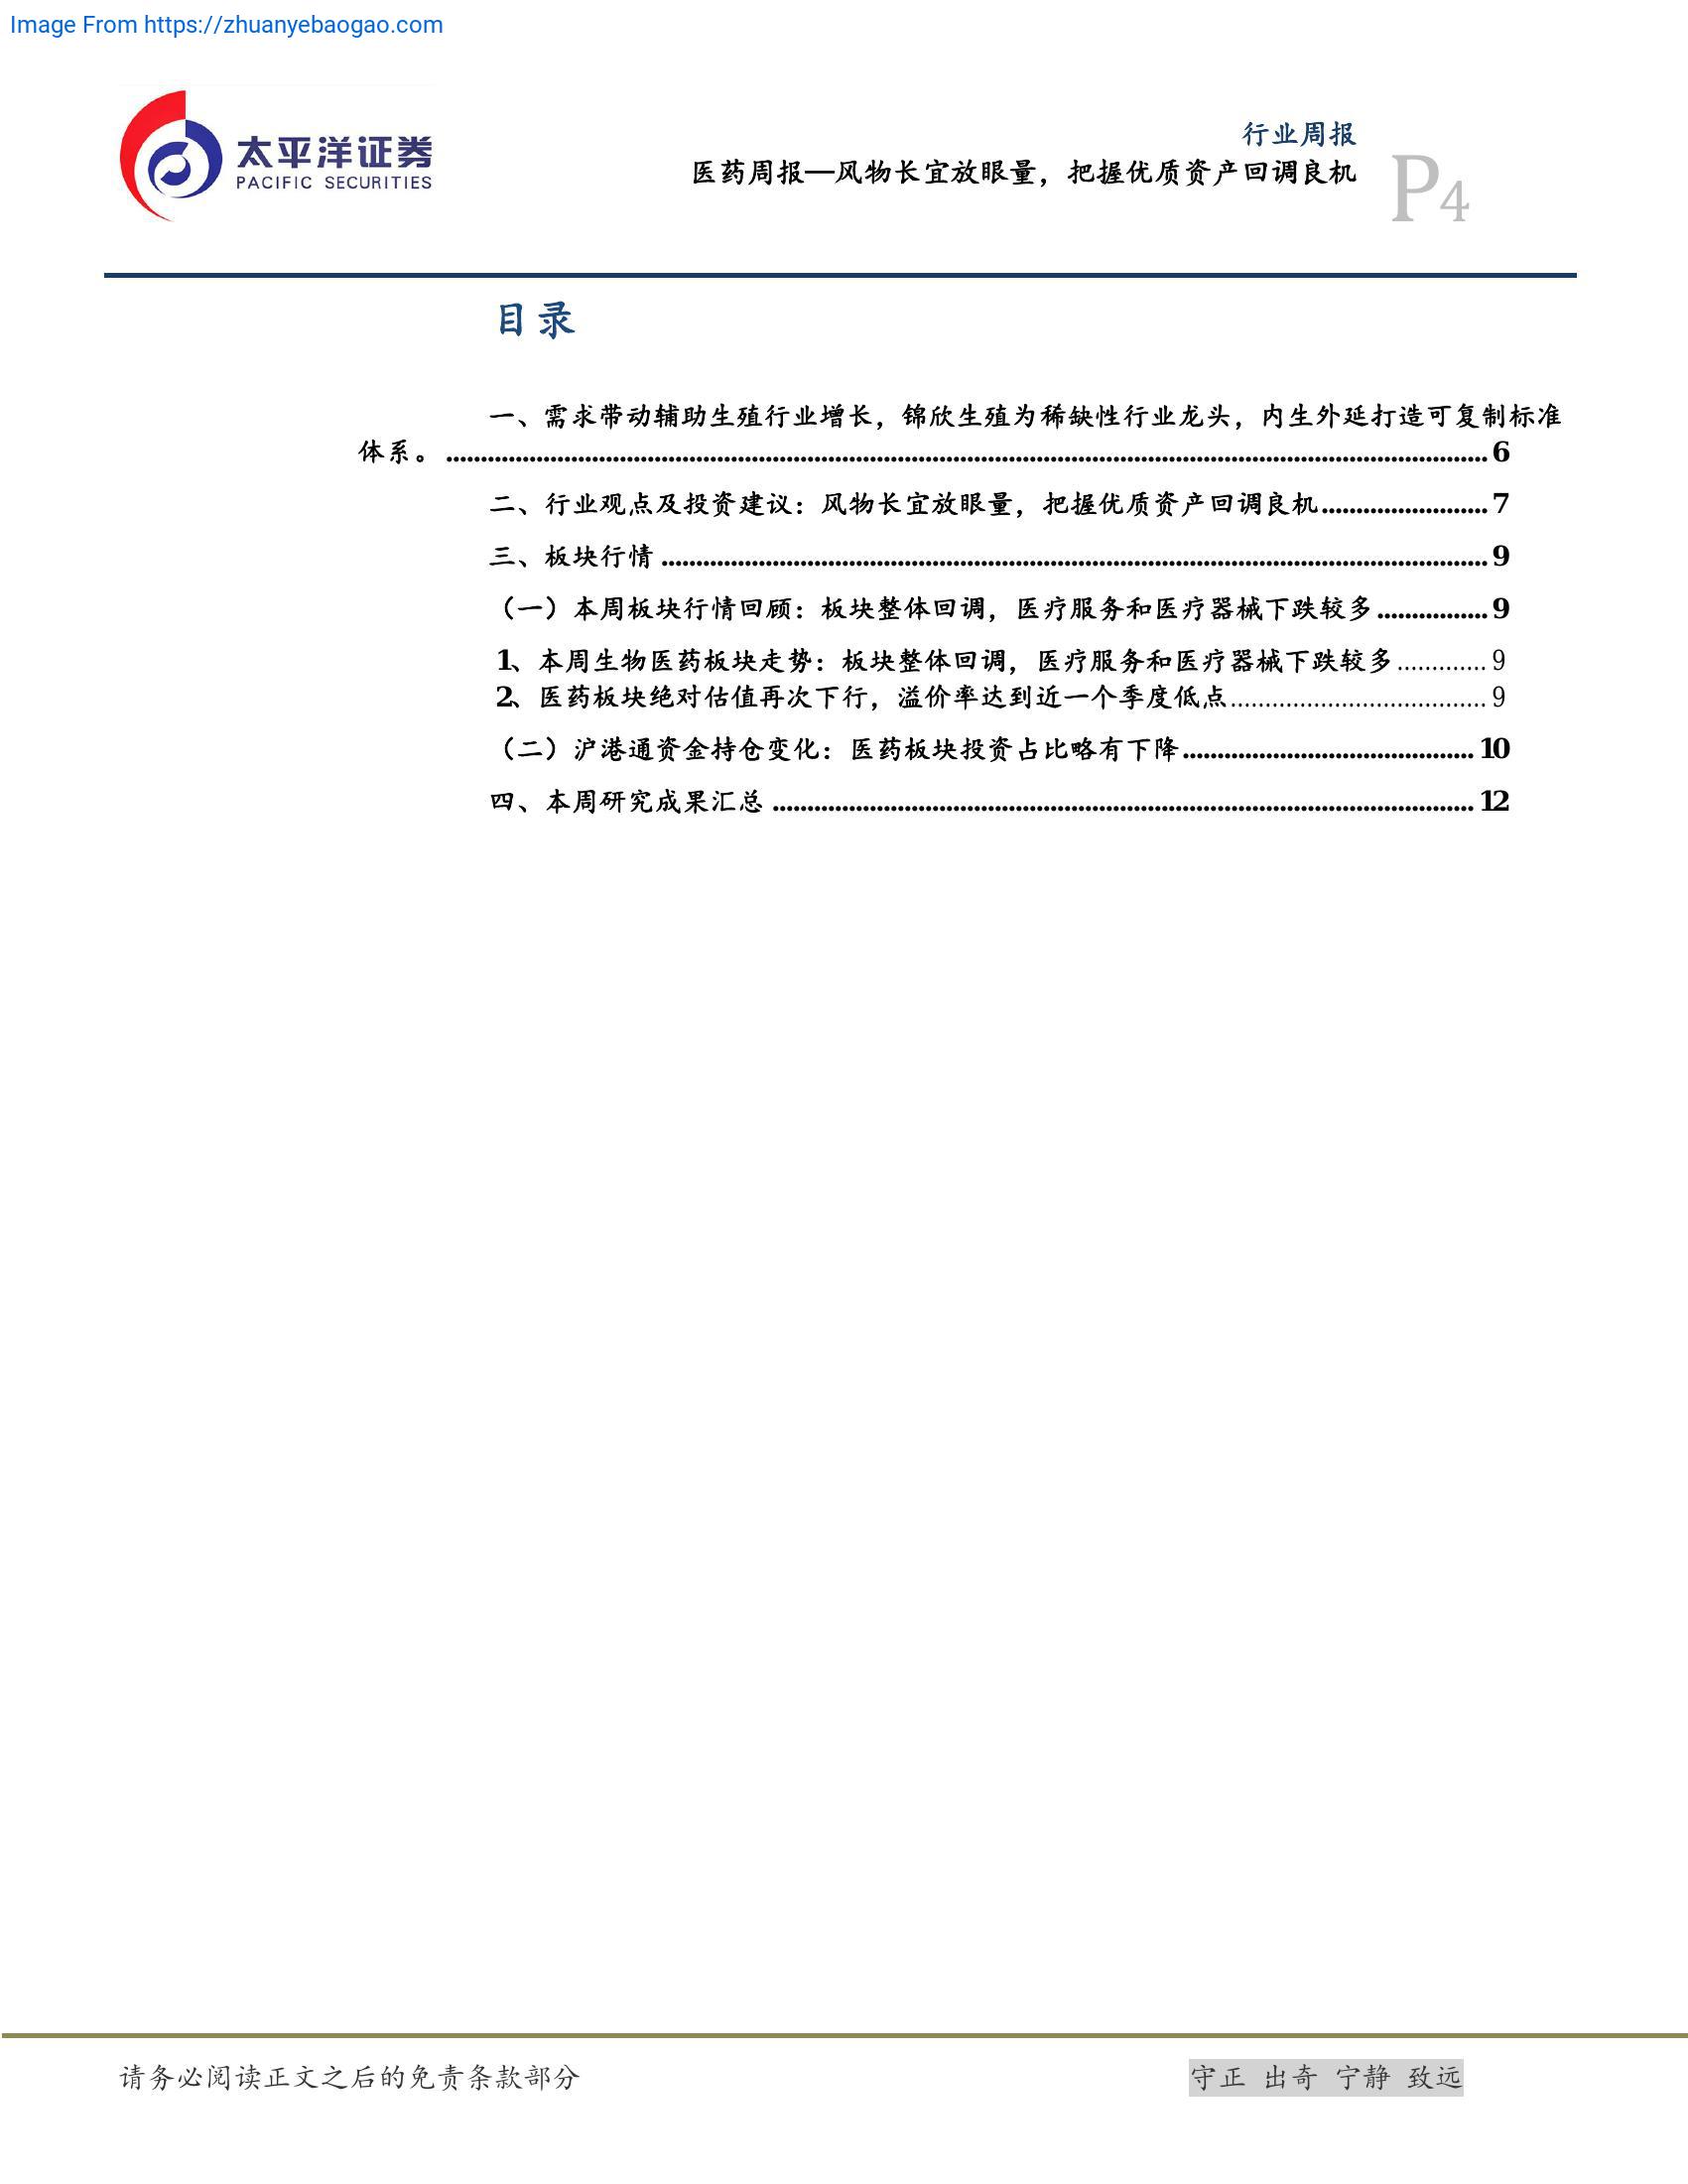 Image From https://zhuanyebaogao.com
太平洋证券
PACIFIC SECURITIES
行业周报
医药周报—风物长宜放眼量，把握优质资产回调良机
P4
目录
一、需求带动辅助生殖行业增长，锦欣生殖为稀缺性行业龙头，内生外延打造可复制标准
体系。 ........................................................................................................................ 6
二、行业观点及投资建议：风物长宜放眼量，把握优质资产回调良机........................ 7
三、板块行情 ........................................................................................................................ 9
（一）本周板块行情回顾：板块整体回调，医疗服务和医疗器械下跌较多................ 9
1、本周生物医药板块走势：板块整体回调，医疗服务和医疗器械下跌较多............. 9
2、医药板块绝对估值再次下行，溢价率达到近一个季度低点..................................... 9
（二）沪港通资金持仓变化：医药板块投资占比略有下降.......................................... 10
四、本周研究成果汇总 ..................................................................................................... 12
请务必阅读正文之后的免责条款部分
守正 出奇 宁静 致远